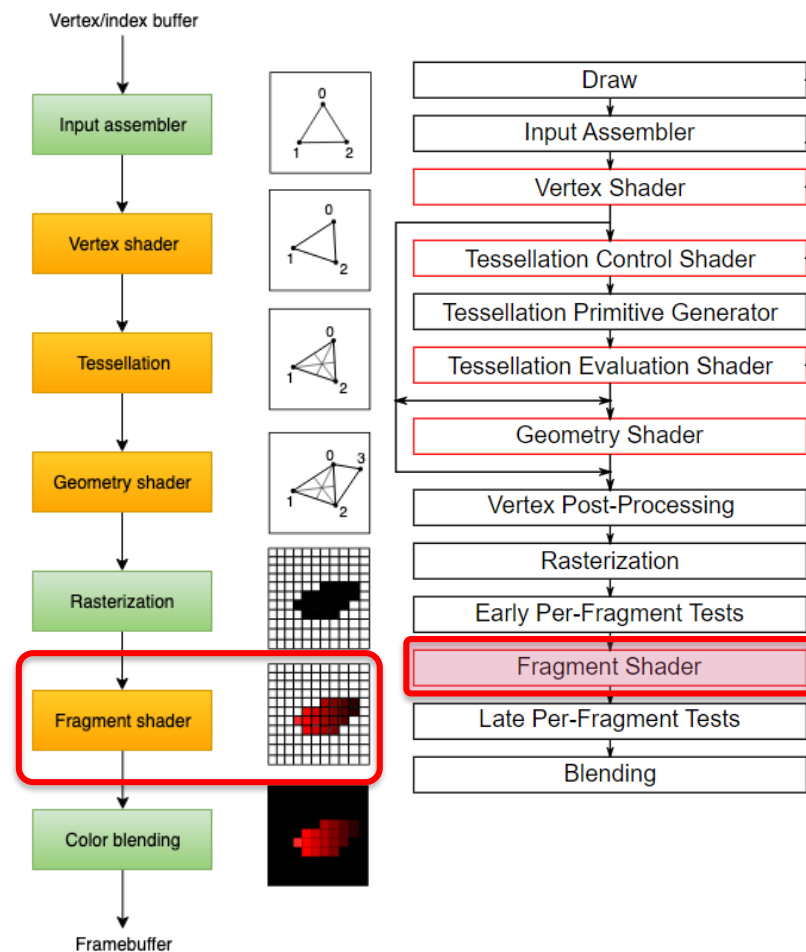 Vertex/index buffer
Input assembler
Vertex shader
Tessellation
Geometry shader
Rasterization
Fragment shader
Color blending
Framebuffer
0
1
2
0
1
2
0
1
2
0
3
1
2
Draw
Input Assembler
Vertex Shader
Tessellation Control Shader
Tessellation Primitive Generator
Tessellation Evaluation Shader
Geometry Shader
Vertex Post-Processing
Rasterization
Early Per-Fragment Tests
Fragment Shader
Late Per-Fragment Tests
Blending